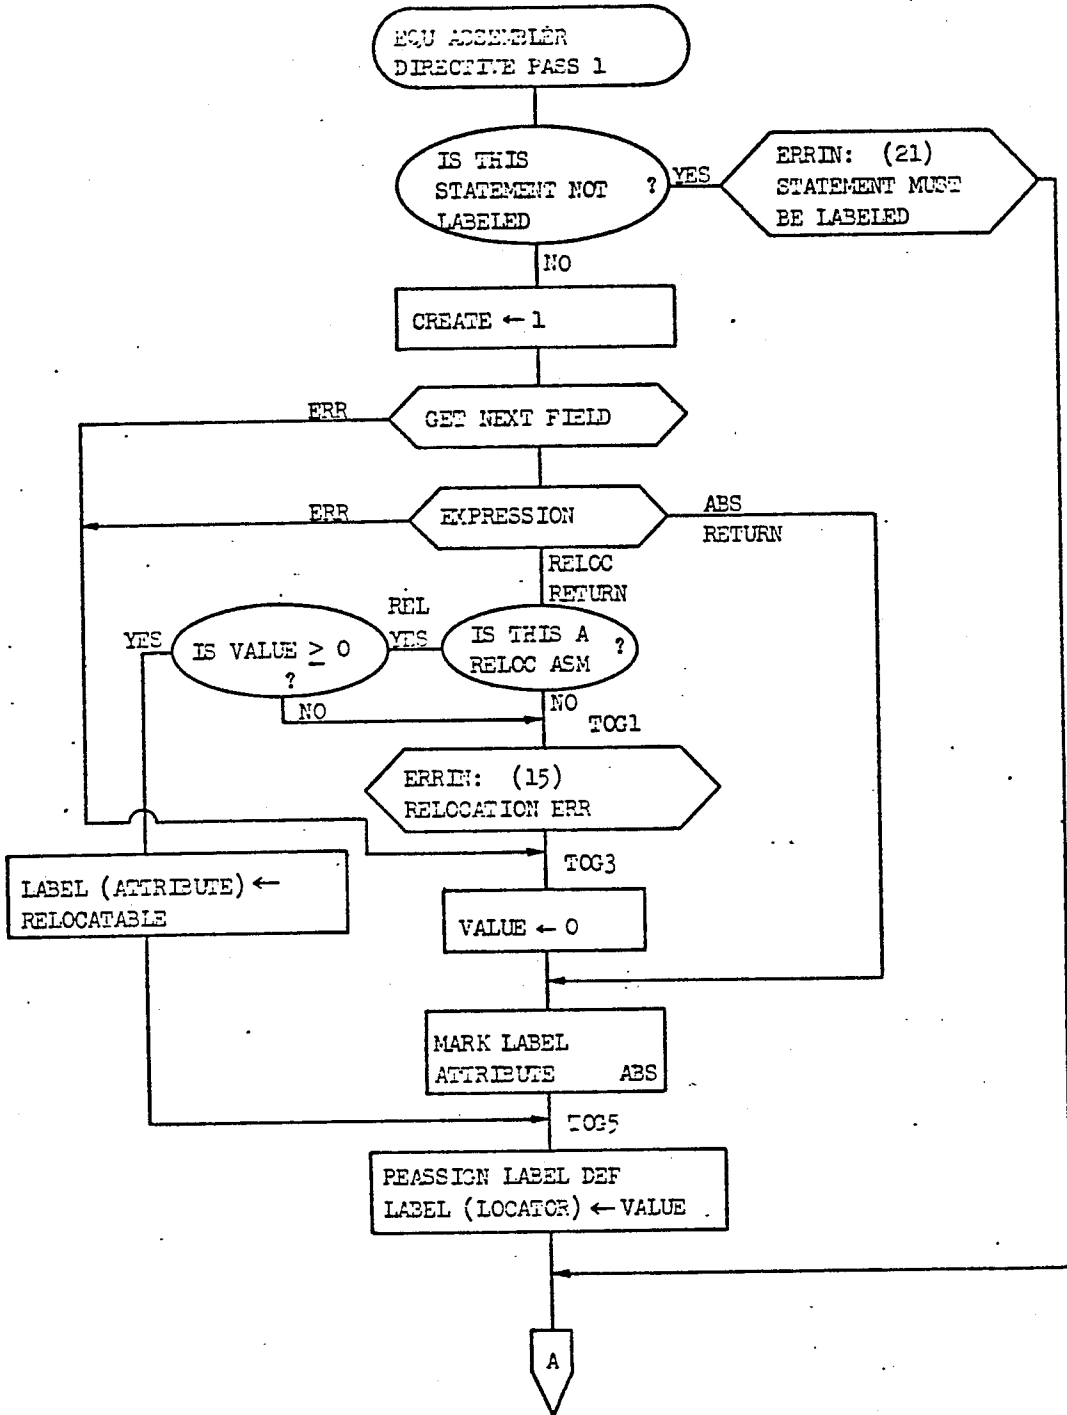 EQU ASSEMBLER
DIRECTIVE PASS 1
IS THIS
STATEMENT NOT ?
LABELED
YES
ERRIN: (21)
STATEMENT MUST
BE LABELED
NO
CREATE ← 1
ERR
GET NEXT FIELD
ERR
EXPRESSION
ABS
RETURN
RELOC
RETURN
REL
YES
IS VALUE ≥ 0
?
YES
IS THIS A ?
RELOC ASM
NO
NO
TOG1
ERRIN: (15)
RELOCATION ERR
TOG3
LABEL (ATTRIBUTE) ←
RELOCATABLE
VALUE ← 0
MARK LABEL
ATTRIBUTE ABS
TOG5
PEASSIGN LABEL DEF
LABEL (LOCATOR) ← VALUE
A